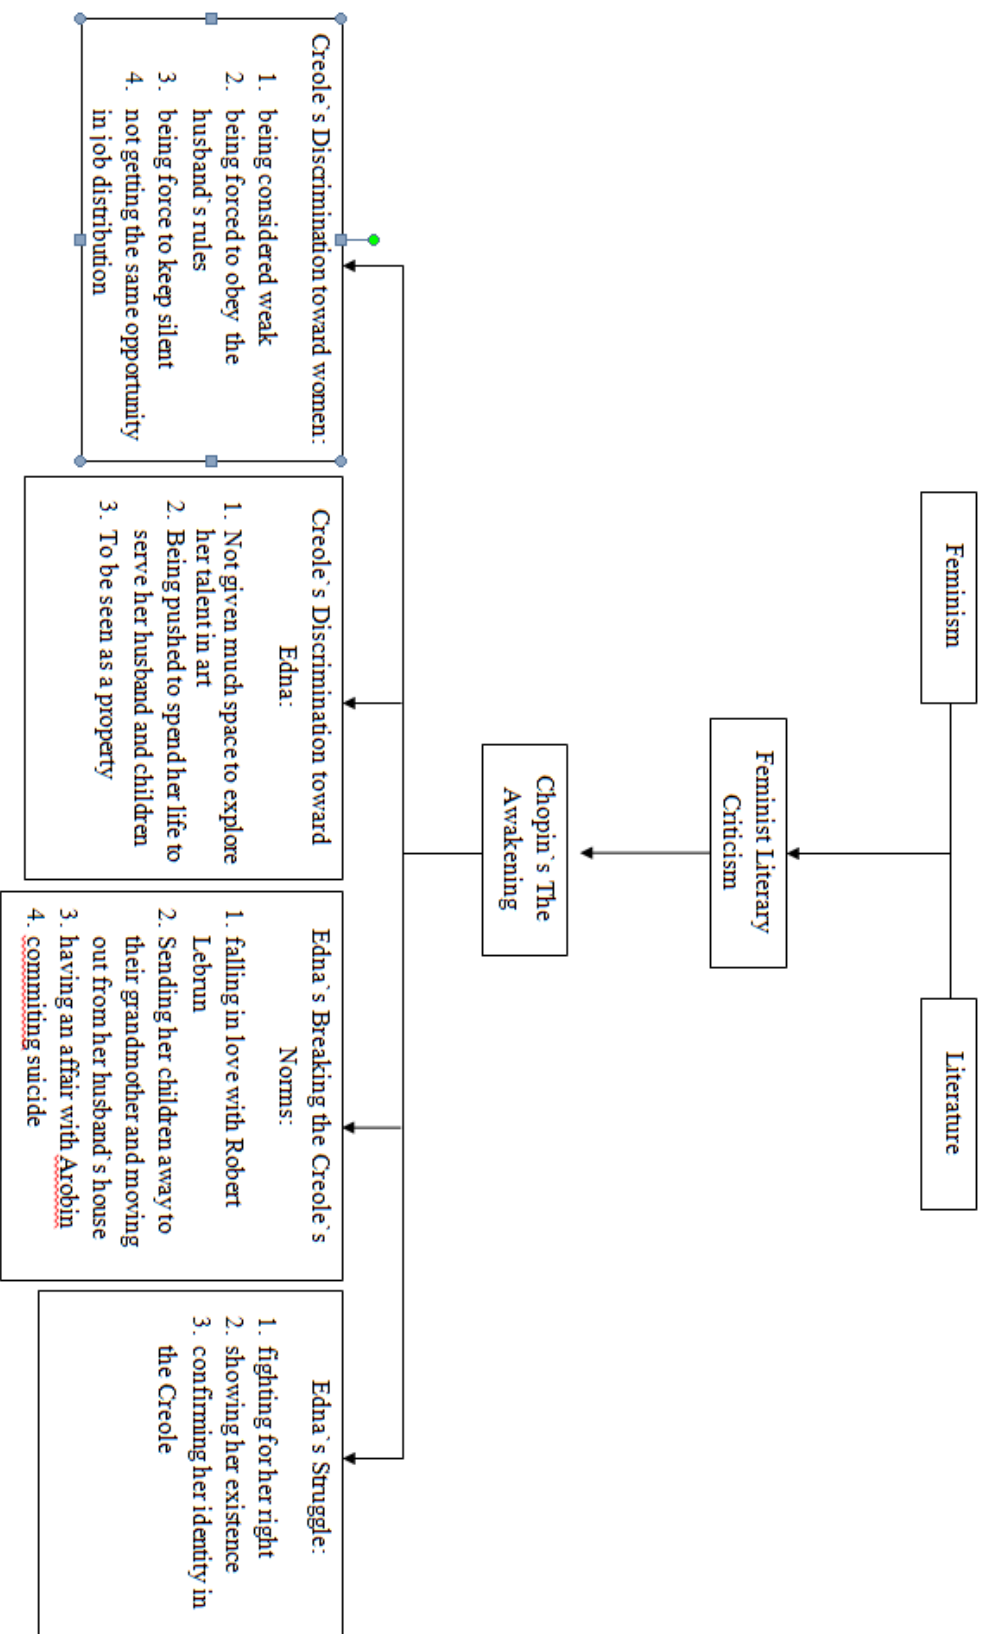 Feminism
Literature
Feminist Literary
Criticism
Chopin`s The
Awakening
Creole`s Discrimination toward women:
1. being considered weak
2. being forced to obey the
husband`s rules
3. being force to keep silent
4. not getting the same opportunity
in job distribution
Creole`s Discrimination toward
Edna:
1. Not given much space to explore
her talent in art
2. Being pushed to spend her life to
serve her husband and children
3. To be seen as a property
Edna`s Breaking the Creole`s
Norms:
1. falling in love with Robert
Lebrun
2. Sending her children away to
their grandmother and moving
out from her husband`s house
3. having an affair with Arobin
4. commiting suicide
Edna`s Struggle:
1. fighting for her right
2. showing her existence
3. confirming her identity in
the Creole